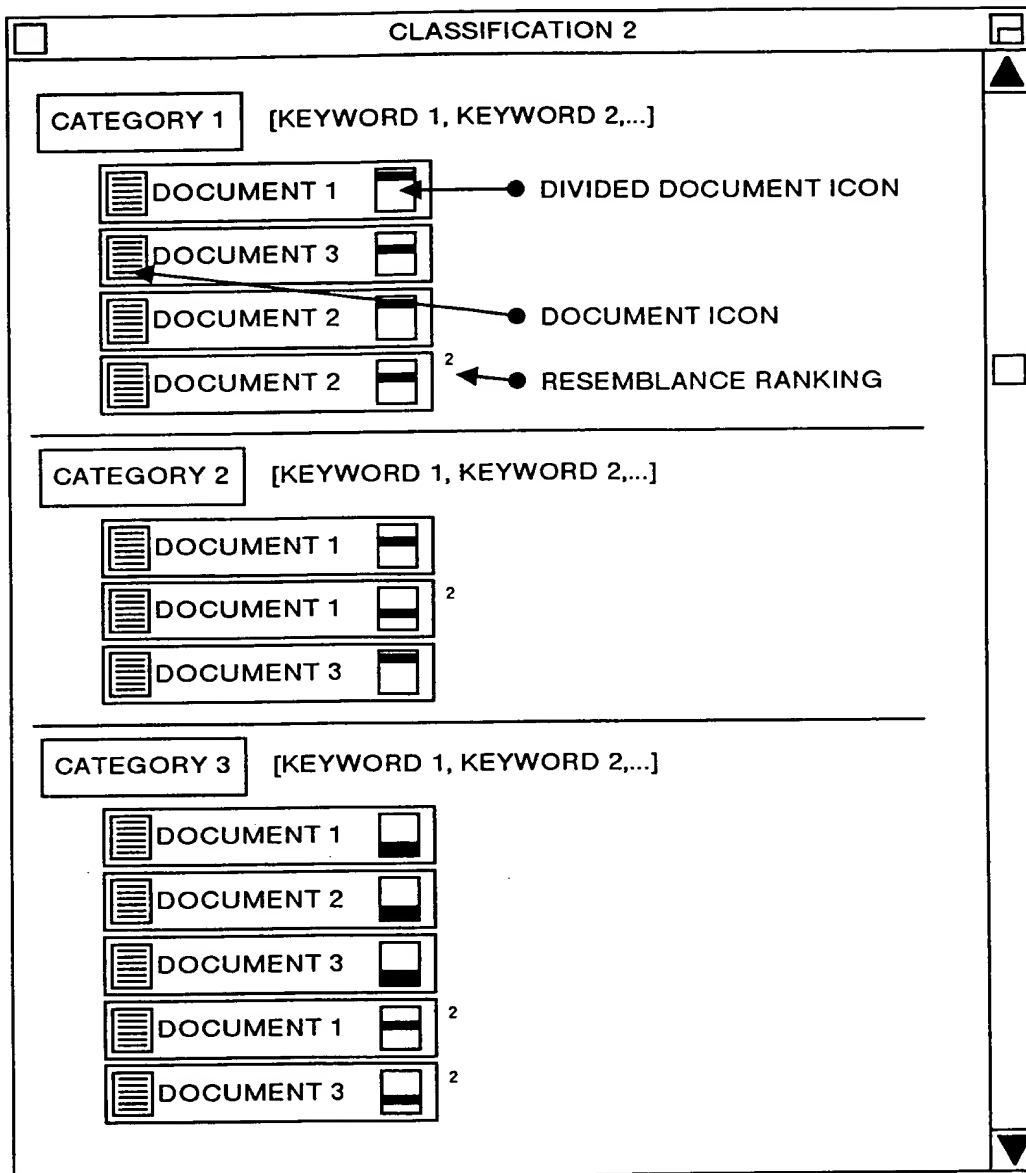 CLASSIFICATION 2
CATEGORY 1 [KEYWORD 1, KEYWORD 2,...]
DOCUMENT 1 DIVIDED DOCUMENT ICON
DOCUMENT 3
DOCUMENT 2 DOCUMENT ICON
DOCUMENT 2 2 RESEMBLANCE RANKING
CATEGORY 2 [KEYWORD 1, KEYWORD 2,...]
DOCUMENT 1
DOCUMENT 1 2
DOCUMENT 3
CATEGORY 3 [KEYWORD 1, KEYWORD 2,...]
DOCUMENT 1
DOCUMENT 2
DOCUMENT 3
DOCUMENT 1 2
DOCUMENT 3 2